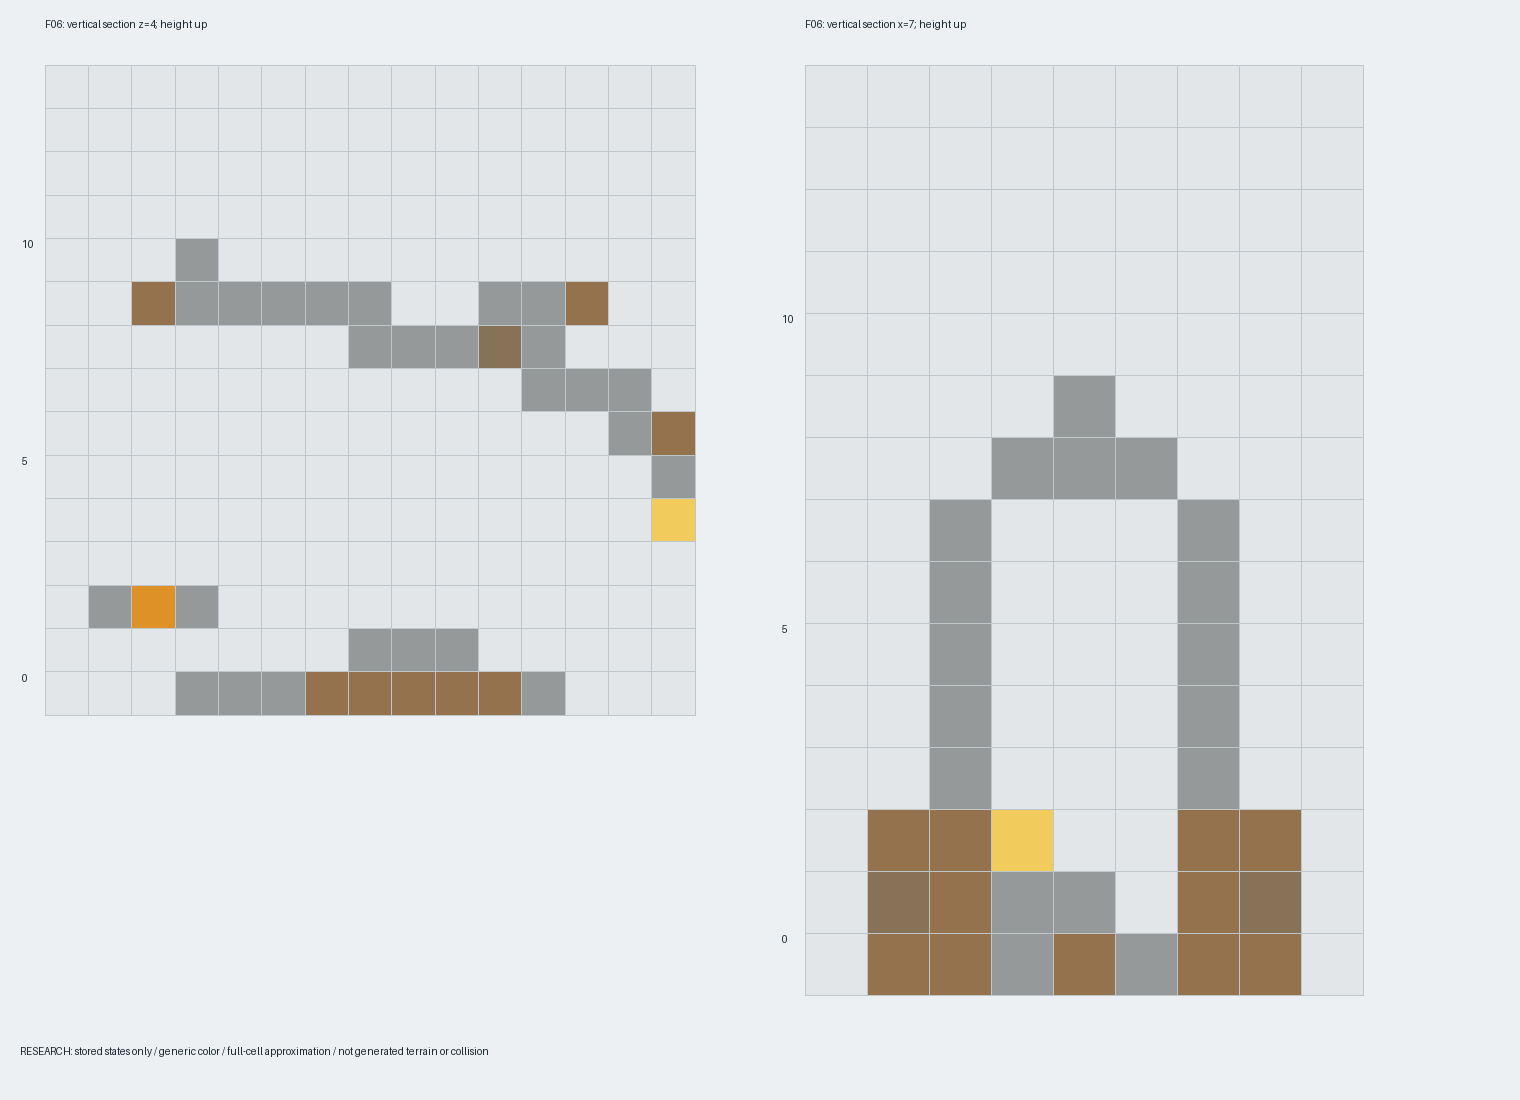 F06: vertical section z=4; height up
F06: vertical section x=7; height up
10
5
0
10
5
0
RESEARCH: stored states only / generic color / full-cell approximation / not generated terrain or collision